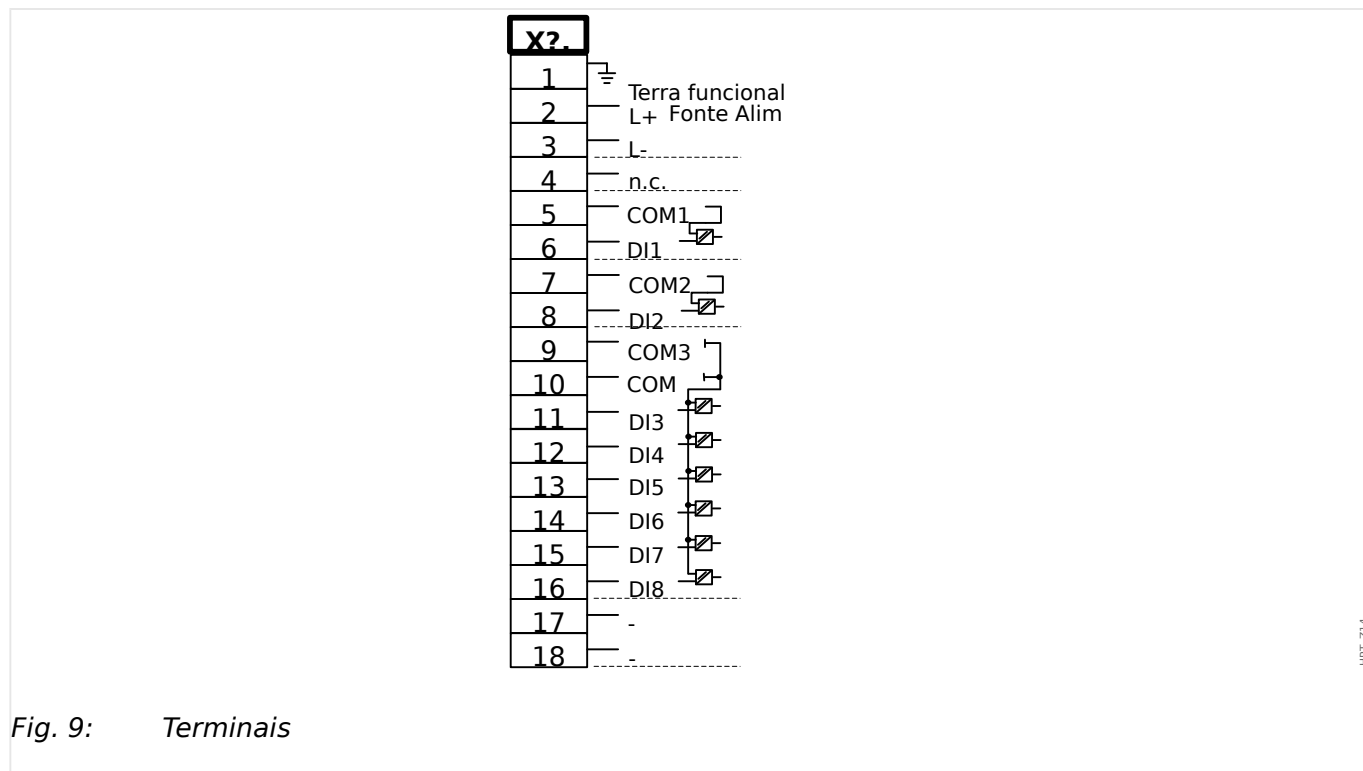 X?.
1
Terra funcional
2 L+ Fonte Alim
3 L-
4 n.c.
5 COM1
6 DI1
7 COM2
8 DI2
9 COM3
10 COM
11 DI3
12 DI4
13 DI5
14 DI6
15 DI7
16 DI8
17 -
18 -
Fig. 9: Terminais